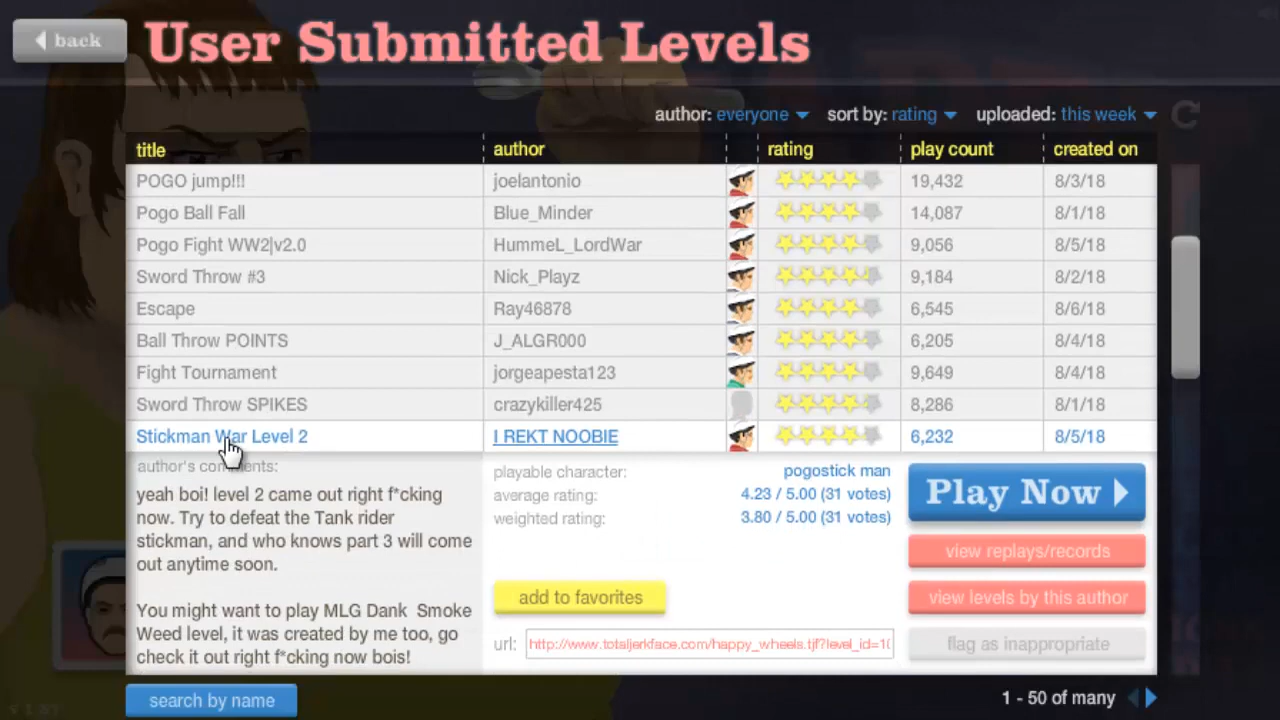 back
User Submitted Levels
author: everyone sort by: rating uploaded: this week
title author rating play count created on
POGO jump!!! joelantonio 19,432 8/3/18
Pogo Ball Fall Blue_Minder 14,087 8/1/18
Pogo Fight WW2|v2.0 HummeL_LordWar 9,056 8/5/18
Sword Throw #3 Nick_Playz 9,184 8/2/18
Escape Ray46878 6,545 8/6/18
Ball Throw POINTS J_ALGR000 6,205 8/4/18
Fight Tournament jorgeapesta123 9,649 8/4/18
Sword Throw SPIKES crazykiller425 8,286 8/1/18
Stickman War Level 2 I REKT NOOBIE 6,232 8/5/18
author's comments:
yeah boi! level 2 came out right f*cking
now. Try to defeat the Tank rider
stickman, and who knows part 3 will come
out anytime soon.
You might want to play MLG Dank Smoke
Weed level, it was created by me too, go
check it out right f*cking now bois!
playable character: pogostick man
average rating: 4.23 / 5.00 (31 votes)
weighted rating: 3.80 / 5.00 (31 votes)
add to favorites
url: http://www.totaljerkface.com/happy_wheels.tjf?level_id=1(
Play Now
view replays/records
view levels by this author
flag as inappropriate
search by name
1 - 50 of many